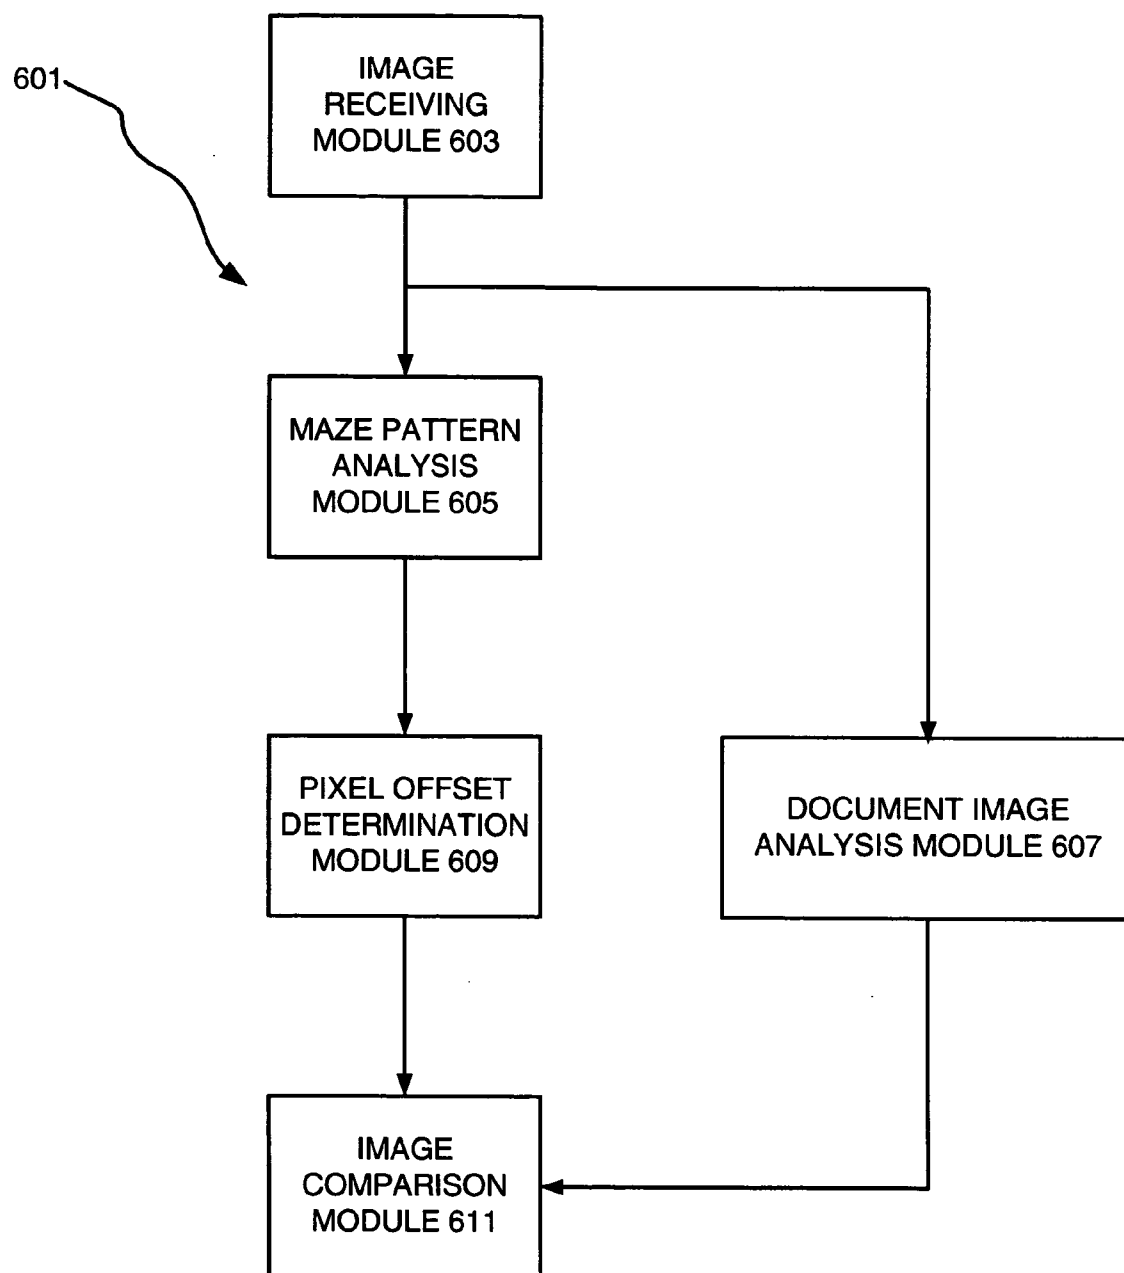 601
IMAGE
RECEIVING
MODULE 603
MAZE PATTERN
ANALYSIS
MODULE 605
PIXEL OFFSET
DETERMINATION
MODULE 609
DOCUMENT IMAGE
ANALYSIS MODULE 607
IMAGE
COMPARISON
MODULE 611